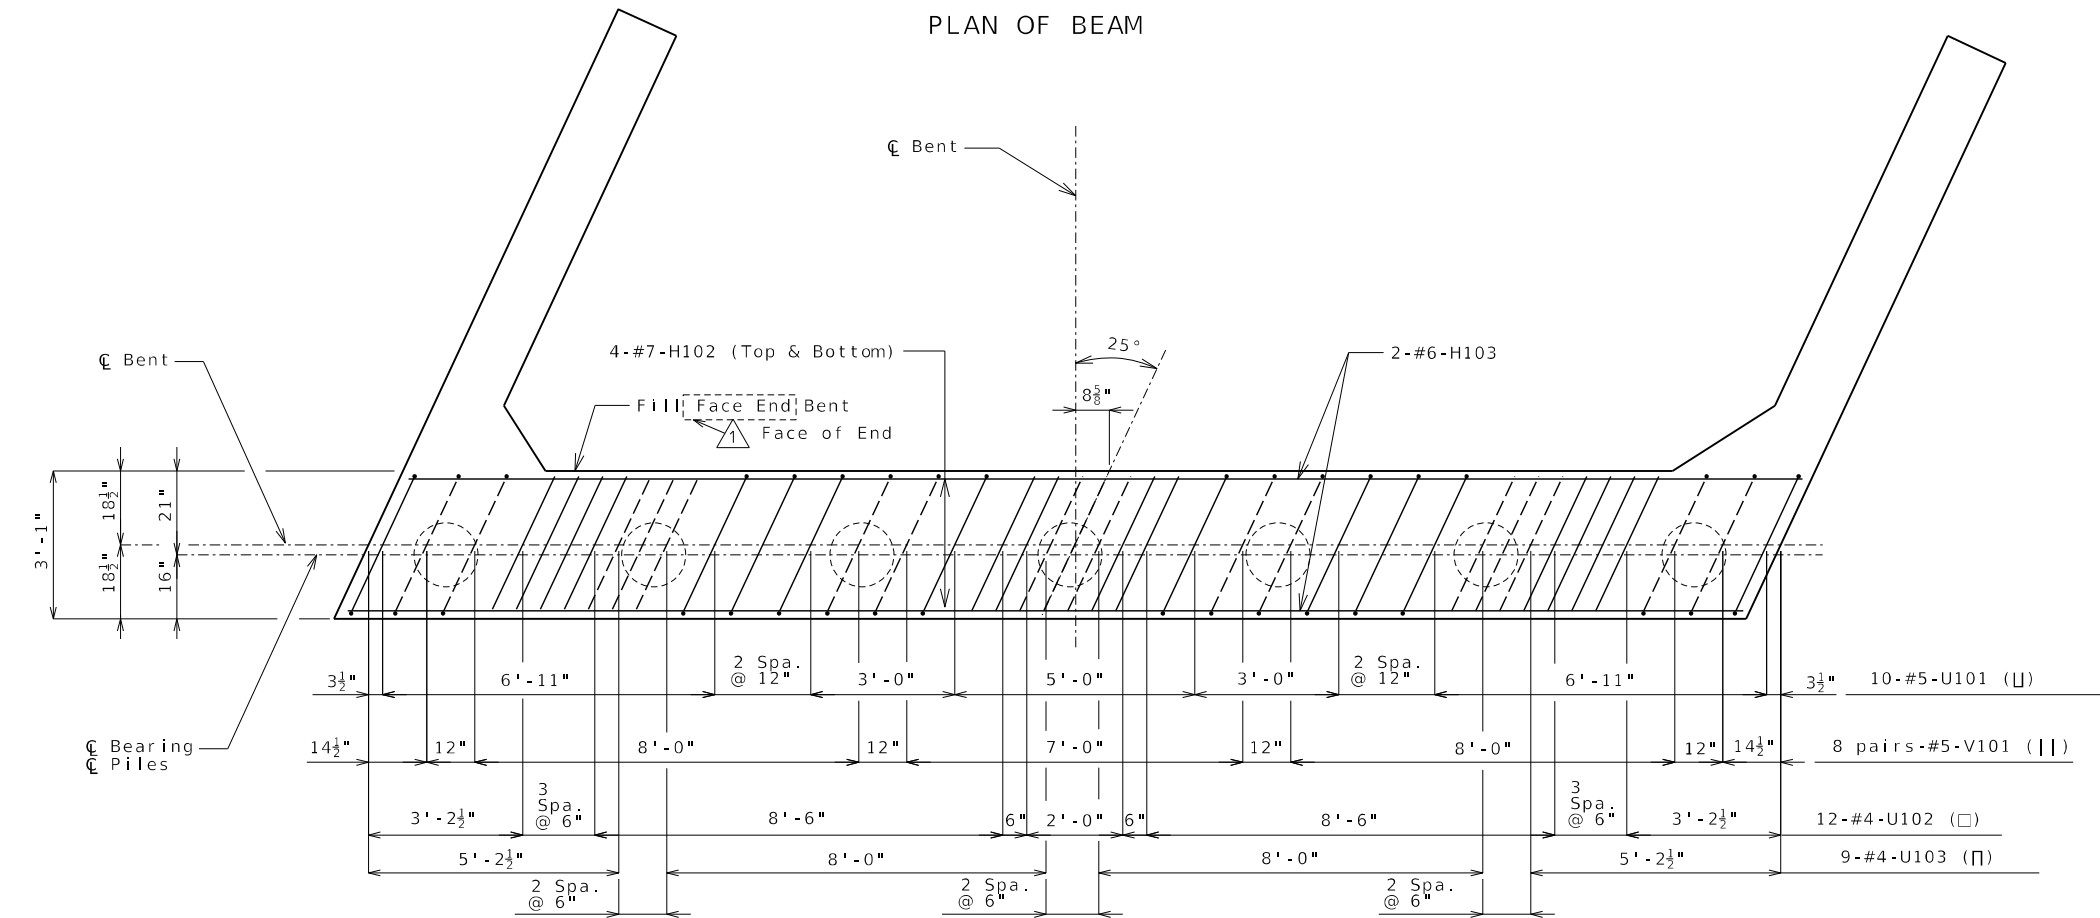 PLAN OF BEAM
℄ Bent
25°
8⅝"
℄ Bent
4-#7-H102 (Top & Bottom)
2-#6-H103
Fill Face End Bent
1 Face of End
3'-1"
18½"
18½"
21"
16"
℄ Bearing
℄ Piles
3½"
6'-11"
2 Spa.
@ 12"
3'-0"
5'-0"
3'-0"
2 Spa.
@ 12"
6'-11"
3½"
10-#5-U101 (∐)
14½"
12"
8'-0"
12"
7'-0"
12"
8'-0"
12"
14½"
8 pairs-#5-V101 (||)
3'-2½"
3
Spa.
@ 6"
8'-6"
6"
2'-0"
6"
8'-6"
3
Spa.
@ 6"
3'-2½"
12-#4-U102 (□)
5'-2½"
8'-0"
8'-0"
5'-2½"
9-#4-U103 (∏)
2 Spa.
@ 6"
2 Spa.
@ 6"
2 Spa.
@ 6"